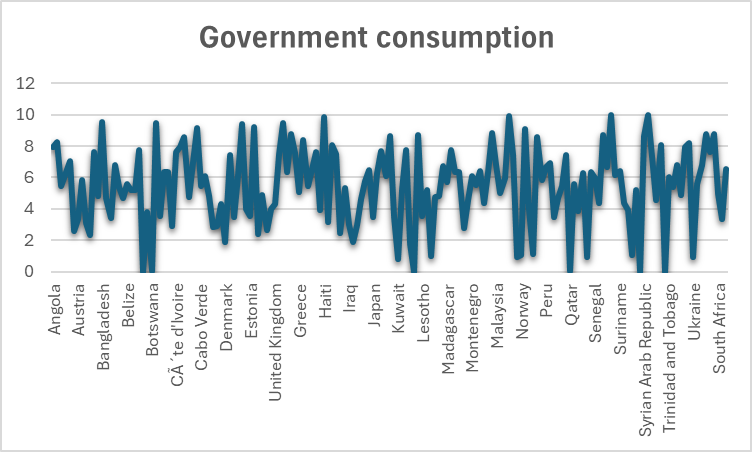 Government consumption
12
10
8
6
4
2
0
Angola
Austria
Bangladesh
Belize
Botswana
CÃ ´te d'Ivoire
Cabo Verde
Denmark
Estonia
United Kingdom
Greece
Haiti
Iraq
Japan
Kuwait
Lesotho
Madagascar
Montenegro
Malaysia
Norway
Peru
Qatar
Senegal
Suriname
Syrian Arab Republic
Trinidad and Tobago
Ukraine
South Africa